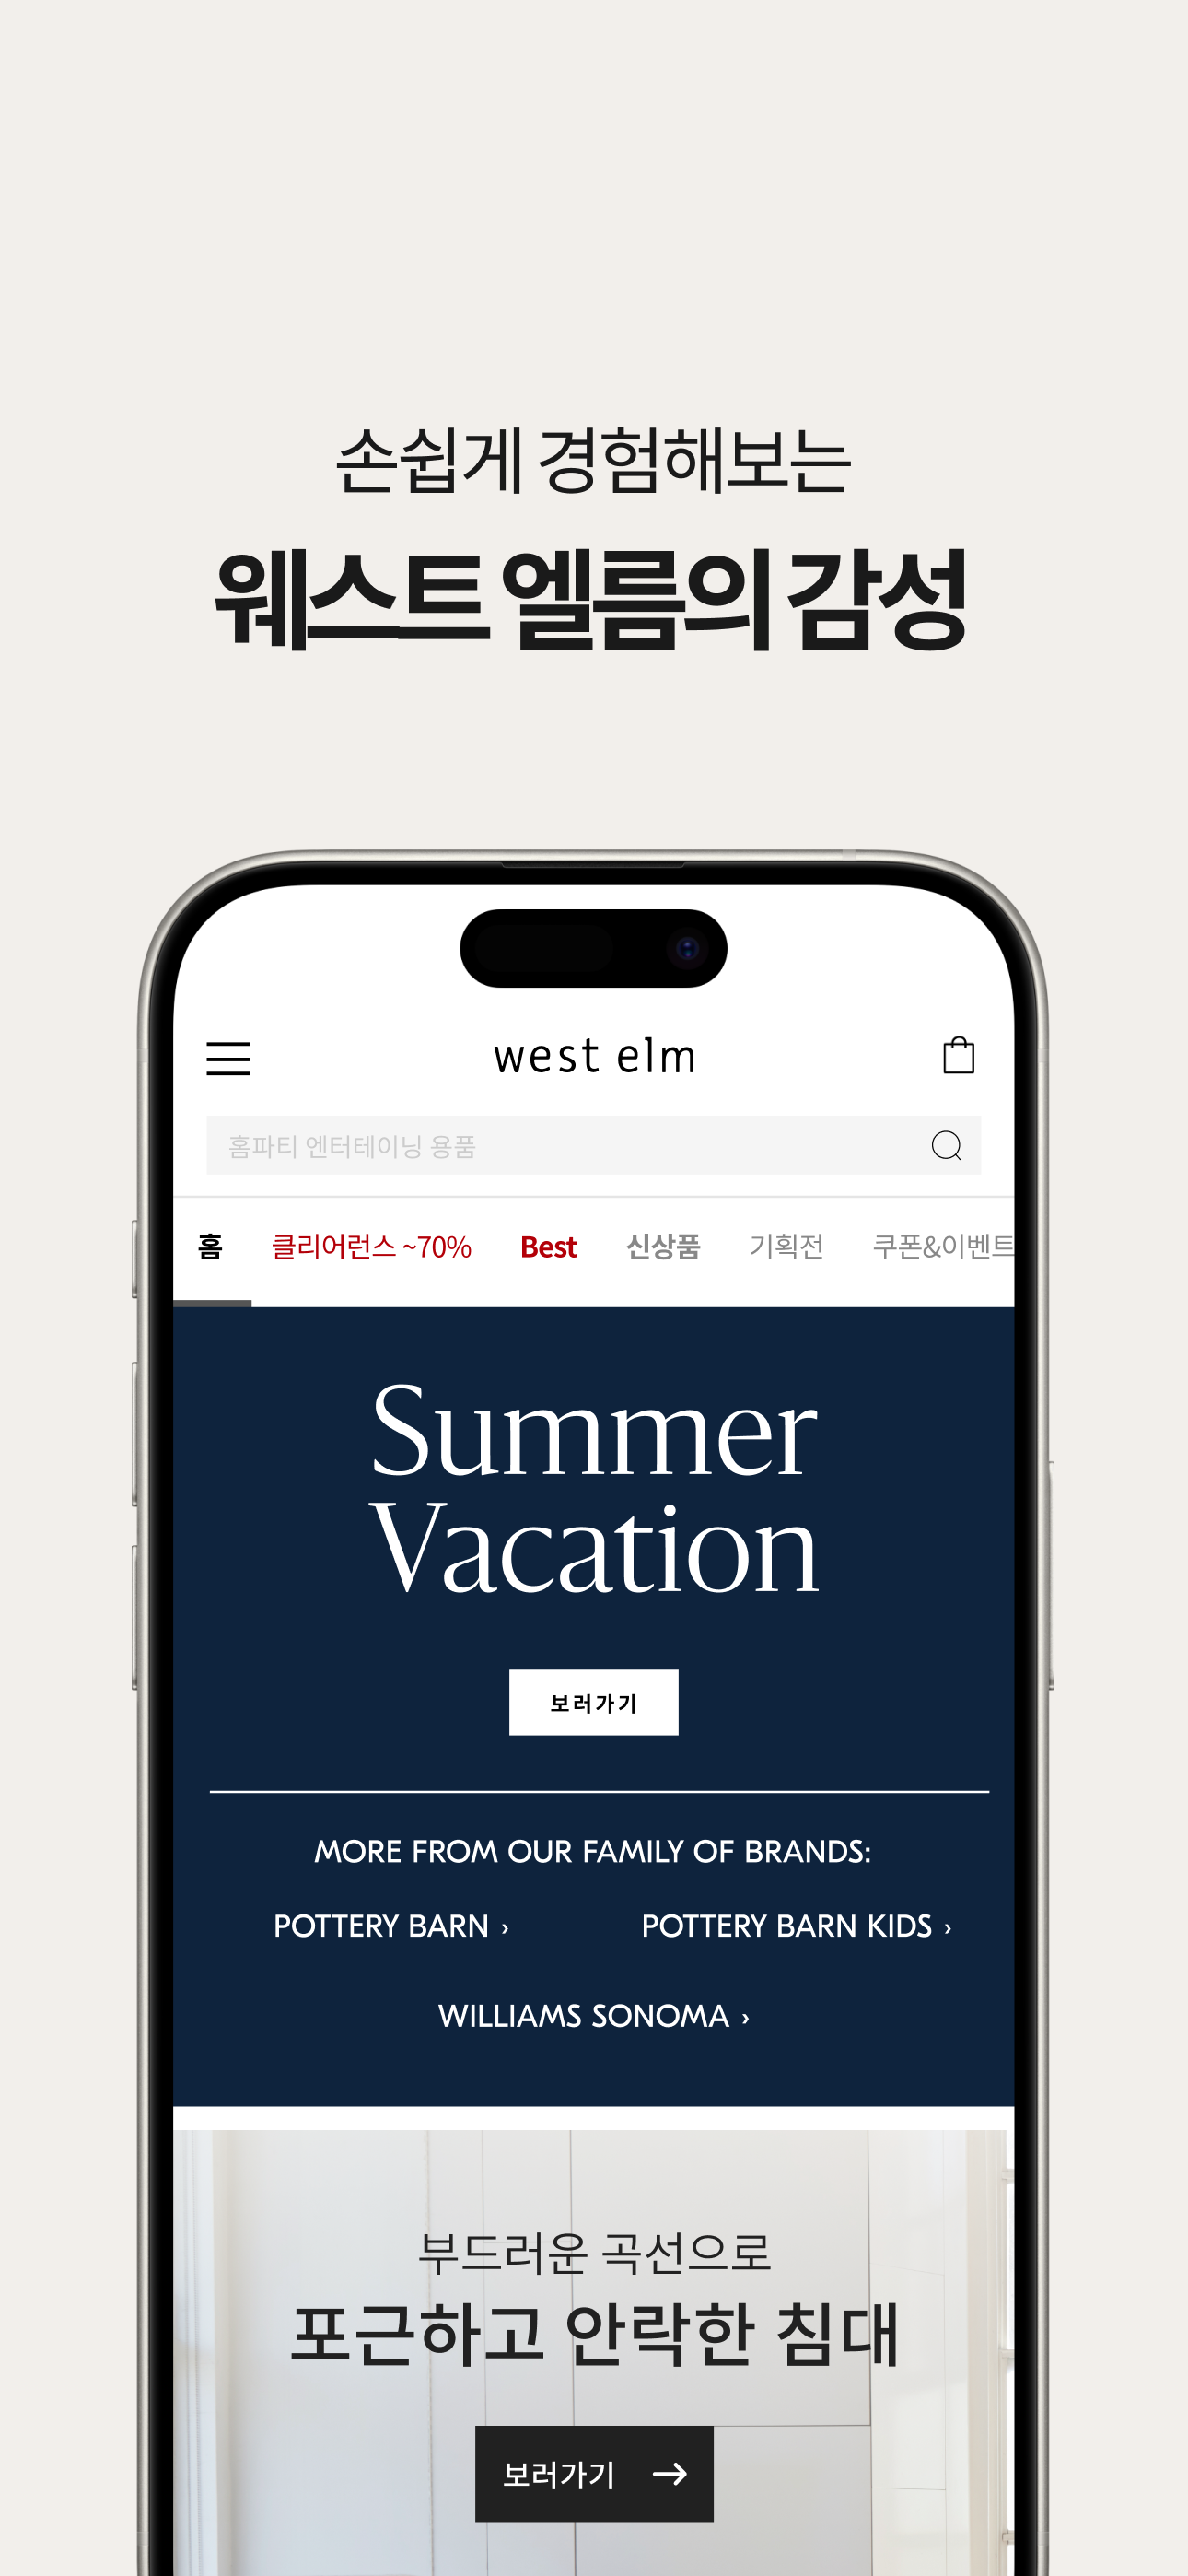 손쉽게 경험해보는
웨스트 엘름의 감성
west elm
홈파티 엔터테이닝 용품
홈 클리어런스 ~70% Best 신상품 기획전 쿠폰&이벤트
Summer
Vacation
보러가기
MORE FROM OUR FAMILY OF BRANDS:
POTTERY BARN › POTTERY BARN KIDS ›
WILLIAMS SONOMA ›
부드러운 곡선으로
포근하고 안락한 침대
보러가기 →